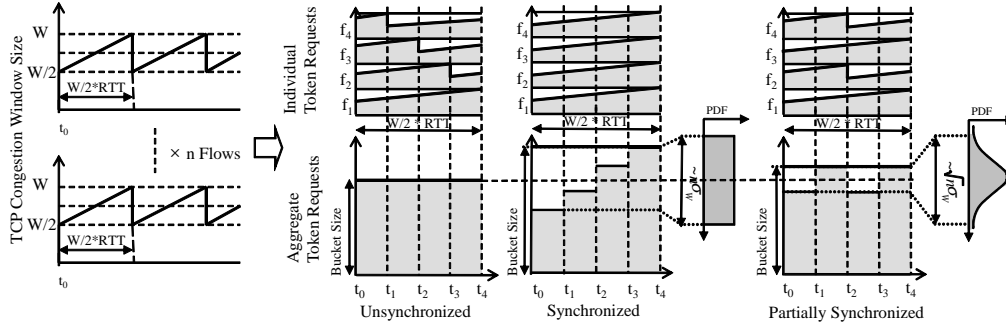 TCP Congestion Window Size
W
W/2
W/2*RTT
t0
× n Flows
W
W/2
W/2*RTT
t0
Individual
Token Requests
f4
f3
f2
f1
W/2 * RTT
Aggregate
Token Requests
Bucket Size
t0 t1 t2 t3 t4
Unsynchronized
f4
f3
f2
f1
W/2 * RTT
PDF
~nσw
Bucket Size
t0 t1 t2 t3 t4
Synchronized
f4
f3
f2
f1
W/2 * RTT
PDF
~√nσw
Bucket Size
t0 t1 t2 t3 t4
Partially Synchronized